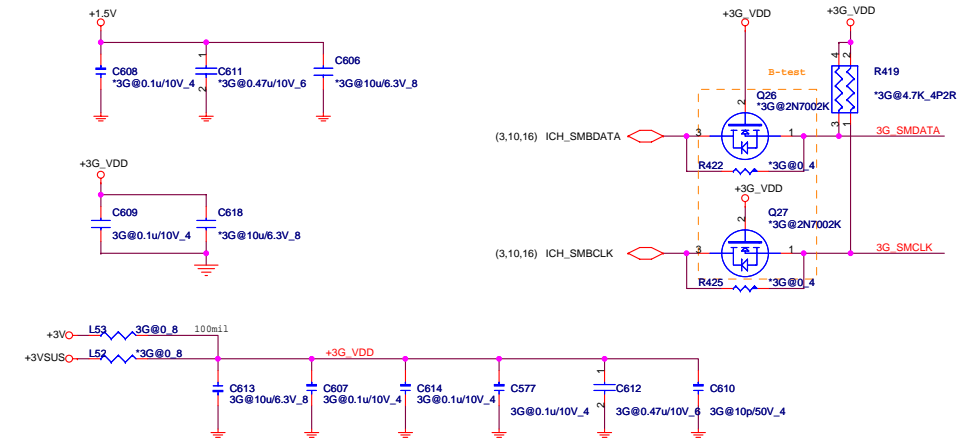 +1.5V
C608
*3G@0.1u/10V_4
1
C611
*3G@0.47u/10V_6
2
C606
*3G@10u/6.3V_8
+3G_VDD
+3G_VDD
4
2
R419
*3G@4.7K_4P2R
3
1
B-test
Q26
*3G@2N7002K
2
(3,10,16) ICH_SMBDATA
3
1
3G_SMDATA
R422
*3G@0_4
+3G_VDD
C609
3G@0.1u/10V_4
C618
*3G@10u/6.3V_8
+3G_VDD
Q27
*3G@2N7002K
2
(3,10,16) ICH_SMBCLK
3
1
3G_SMCLK
R425
*3G@0_4
+3V
L53
3G@0_8
100mil
+3VSUS
L52
*3G@0_8
+3G_VDD
C613
3G@10u/6.3V_8
C607
3G@0.1u/10V_4
C614
3G@0.1u/10V_4
C577
3G@0.1u/10V_4
1
C612
2
3G@0.47u/10V_6
C610
3G@10p/50V_4